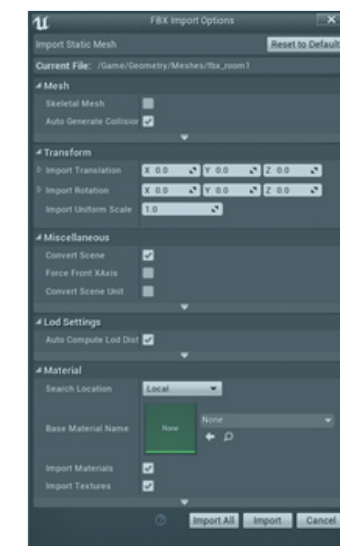 FBX Import Options
Import Static Mesh Reset to Default
Current File: /Game/Geometry/Meshes/fbx_room1
Mesh
Skeletal Mesh
Auto Generate Collisior
Transform
Import Translation X 0.0 Y 0.0 Z 0.0
Import Rotation X 0.0 Y 0.0 Z 0.0
Import Uniform Scale 1.0
Miscellaneous
Convert Scene
Force Front XAxis
Convert Scene Unit
Lod Settings
Auto Compute Lod Dist
Material
Search Location Local
Base Material Name None None
Import Materials
Import Textures
Import All Import Cancel